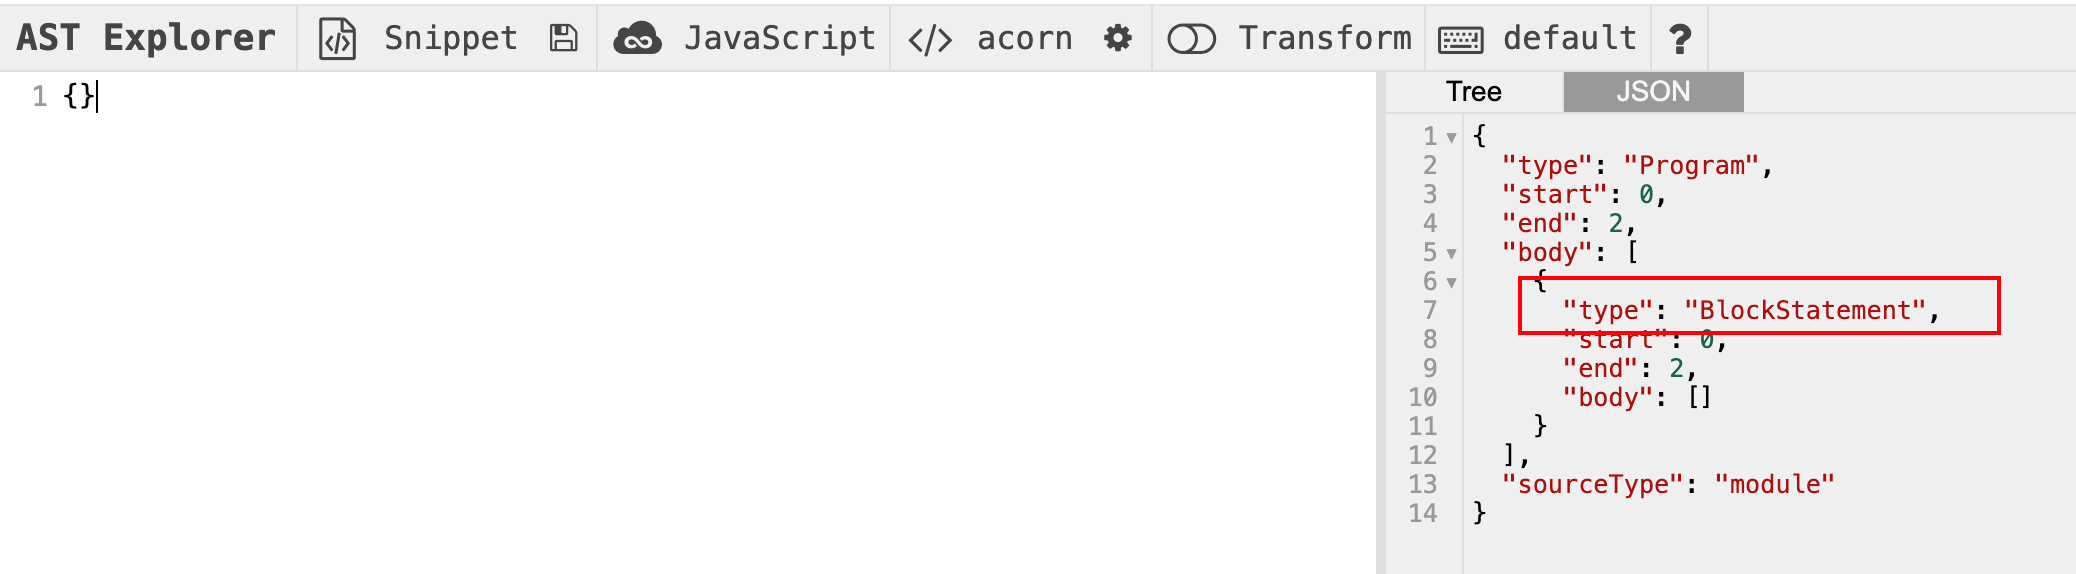 AST Explorer Snippet JavaScript </> acorn Transform default ?
1 {}
Tree JSON
1 {
2 "type": "Program",
3 "start": 0,
4 "end": 2,
5 "body": [
6 {
7 "type": "BlockStatement",
8 "start": 0,
9 "end": 2,
10 "body": []
11 }
12 ],
13 "sourceType": "module"
14 }